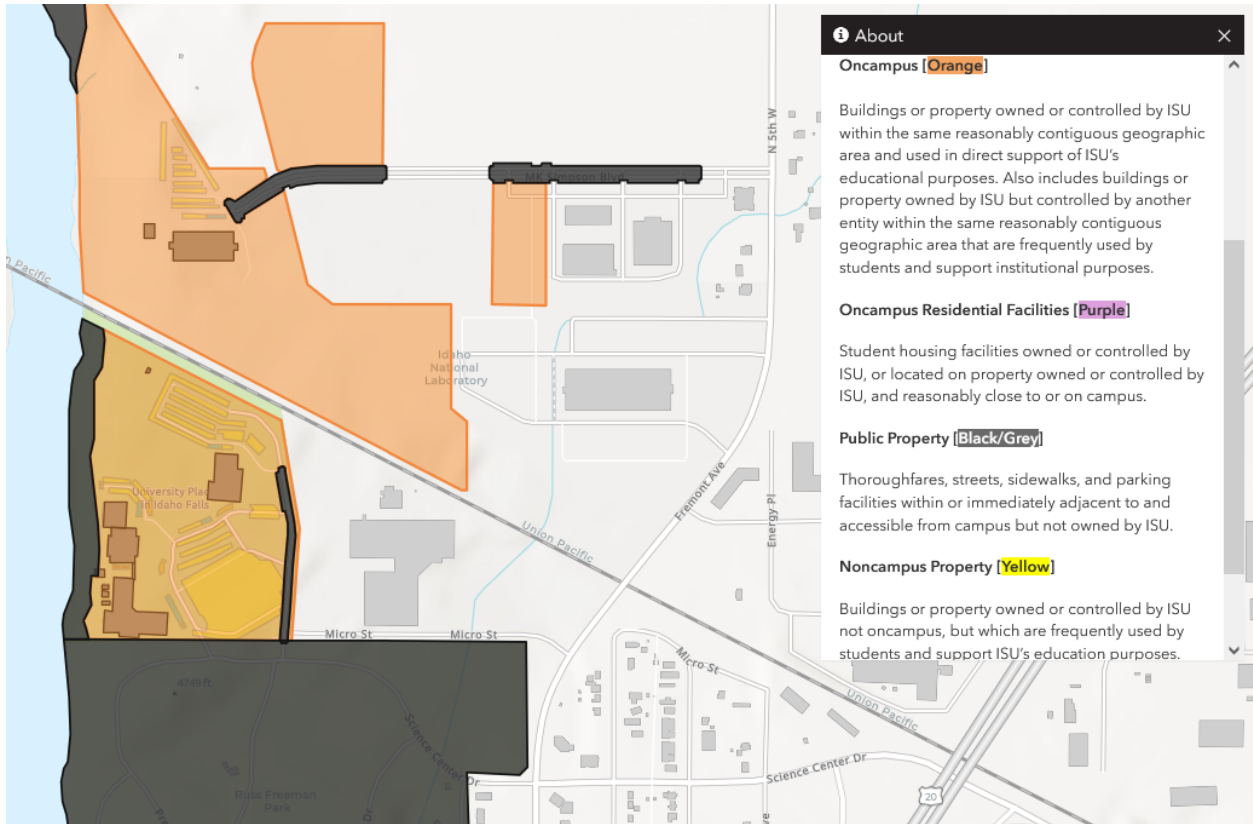 About
Oncampus [Orange]
Buildings or property owned or controlled by ISU
within the same reasonably contiguous geographic
area and used in direct support of ISU's
educational purposes. Also includes buildings or
property owned by ISU but controlled by another
entity within the same reasonably contiguous
geographic area that are frequently used by
students and support institutional purposes.
Oncampus Residential Facilities [Purple]
Student housing facilities owned or controlled by
ISU, or located on property owned or controlled by
ISU, and reasonably close to or on campus.
Public Property [Black/Grey]
Thoroughfares, streets, sidewalks, and parking
facilities within or immediately adjacent to and
accessible from campus but not owned by ISU.
Noncampus Property [Yellow]
Buildings or property owned or controlled by ISU
not oncampus, but which are frequently used by
students and support ISU's education purposes.
N 5th W
MK Simpson Blvd
Pacific
Idaho
National
Laboratory
University Pla
in Idaho Falls
Fremont Ave
Energy Pl
Union Pacific
Micro St
Micro St
Micro St
4749 ft
Union Pacific
Science Center Dr
Science Center Dr
Russ Freeman
Park
Dr
20